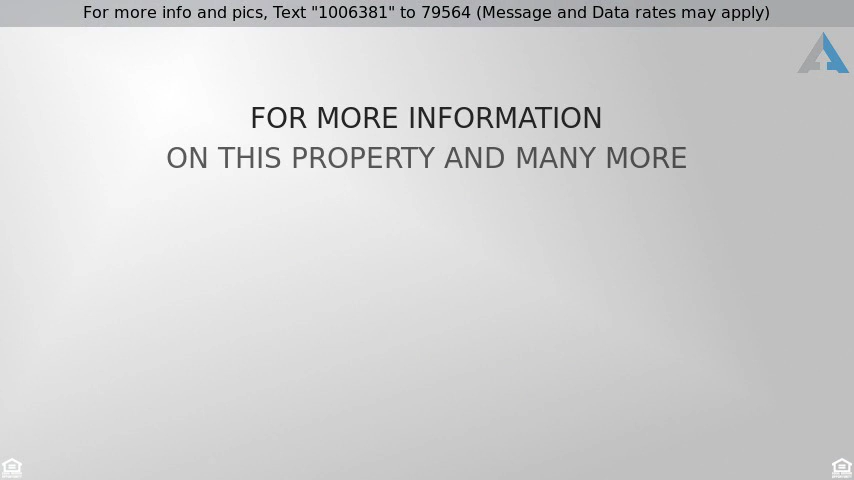 For more info and pics, Text "1006381" to 79564 (Message and Data rates may apply)
FOR MORE INFORMATION
ON THIS PROPERTY AND MANY MORE